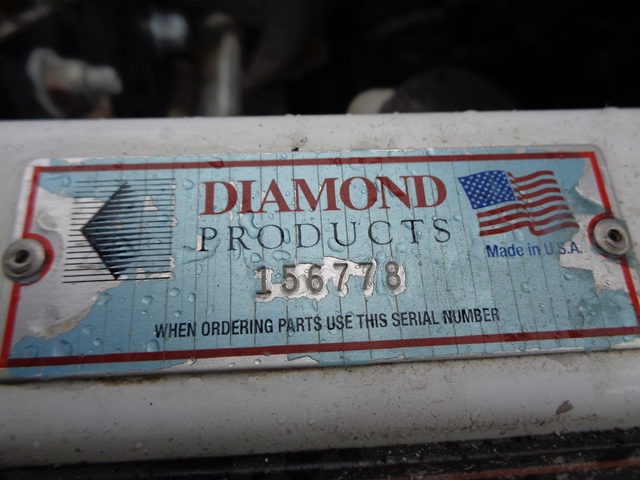 DIAMOND
PRODUCTS
Made in U.S.A.
156778
WHEN ORDERING PARTS USE THIS SERIAL NUMBER